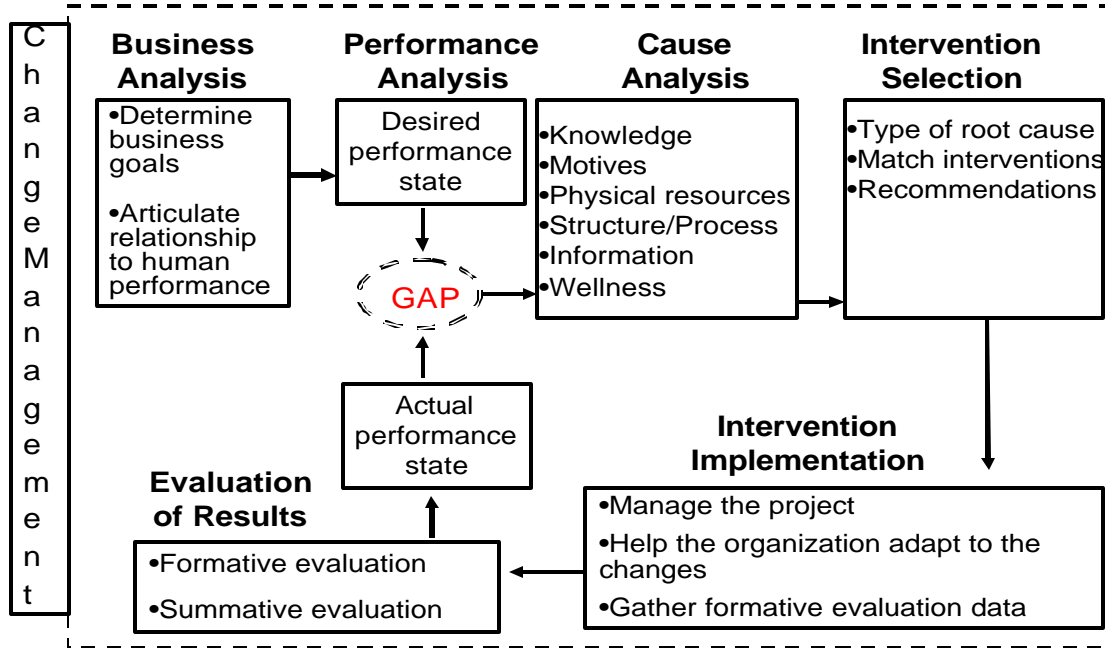 C
h
a
n
g
e
M
a
n
a
g
e
m
e
n
t
Business
Analysis
•Determine
business
goals
•Articulate
relationship
to human
performance
Performance
Analysis
Desired
performance
state
GAP
Actual
performance
state
Cause
Analysis
•Knowledge
•Motives
•Physical resources
•Structure/Process
•Information
•Wellness
Intervention
Selection
•Type of root cause
•Match interventions
•Recommendations
Intervention
Implementation
•Manage the project
•Help the organization adapt to the
changes
•Gather formative evaluation data
Evaluation
of Results
•Formative evaluation
•Summative evaluation